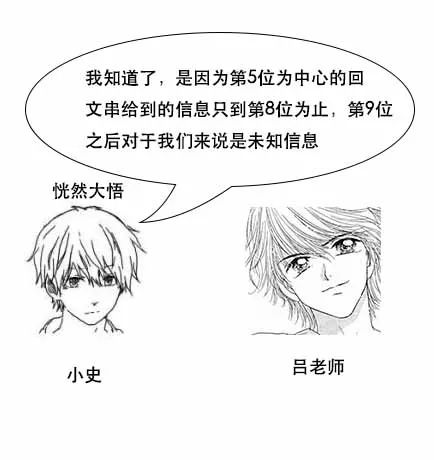 我知道了，是因为第5位为中心的回
文串给到的信息只到第8位为止，第9位
之后对于我们来说是未知信息
恍然大悟
小史
吕老师